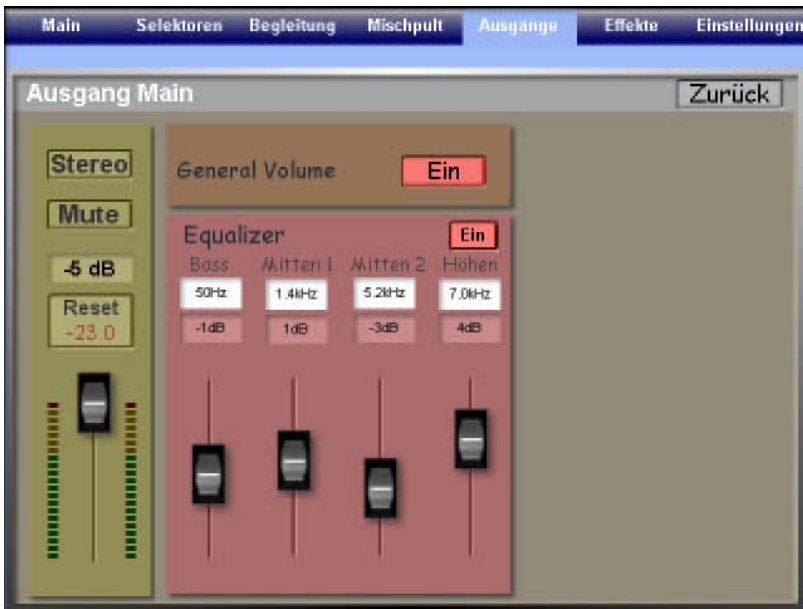 Main Selektoren Begleitung Mischpult Ausgänge Effekte Einstellungen
Ausgang Main
Zurück
Stereo
Mute
-5 dB
Reset
-23.0
General Volume Ein
Equalizer Ein
Bass Mitten 1 Mitten 2 Höhen
50Hz 1.4kHz 5.2kHz 7.0kHz
-1dB 1dB -3dB 4dB